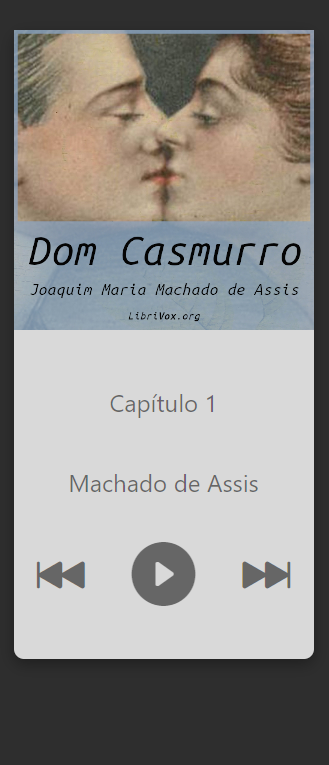 Dom Casmurro
Joaquim Maria Machado de Assis
LibriVox.org
Capítulo 1
Machado de Assis